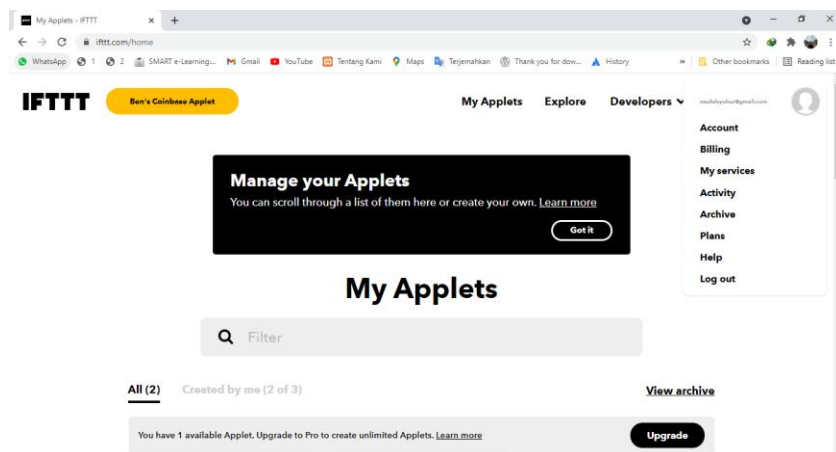 My Applets - IFTTT
ifttt.com/home
WhatsApp 1 2 SMART e-Learning:... Gmail YouTube Tentang Kami Maps Terjemahkan Thank you for dow... History » Other bookmarks Reading list
IFTTT Ben's Coinbase Applet My Applets Explore Developers
Account
Billing
My services
Activity
Archive
Plans
Help
Log out
Manage your Applets
You can scroll through a list of them here or create your own. Learn more
Got it
My Applets
Filter
All (2) Created by me (2 of 3) View archive
You have 1 available Applet. Upgrade to Pro to create unlimited Applets. Learn more Upgrade